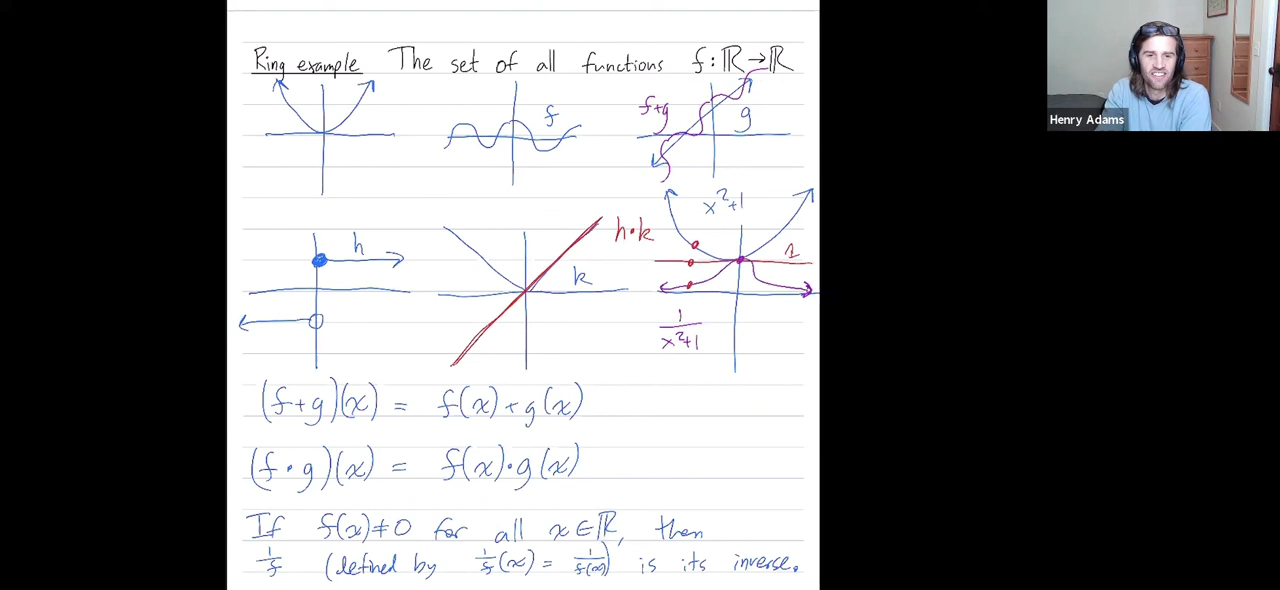 Ring example The set of all functions f : ℝ → ℝ
f
f+g
g
x²+1
h
h·k
k
1
1/(x²+1)
(f+g)(x) = f(x)+g(x)
(f·g)(x) = f(x)·g(x)
If f(x)≠0 for all x∈ℝ, then
1/f (defined by 1/f(x) = 1/f(x)) is its inverse.
Henry Adams